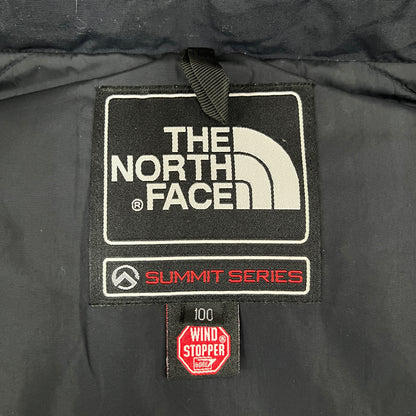 THE
NORTH
® FACE
SUMMIT SERIES
100
WIND
STOPPER